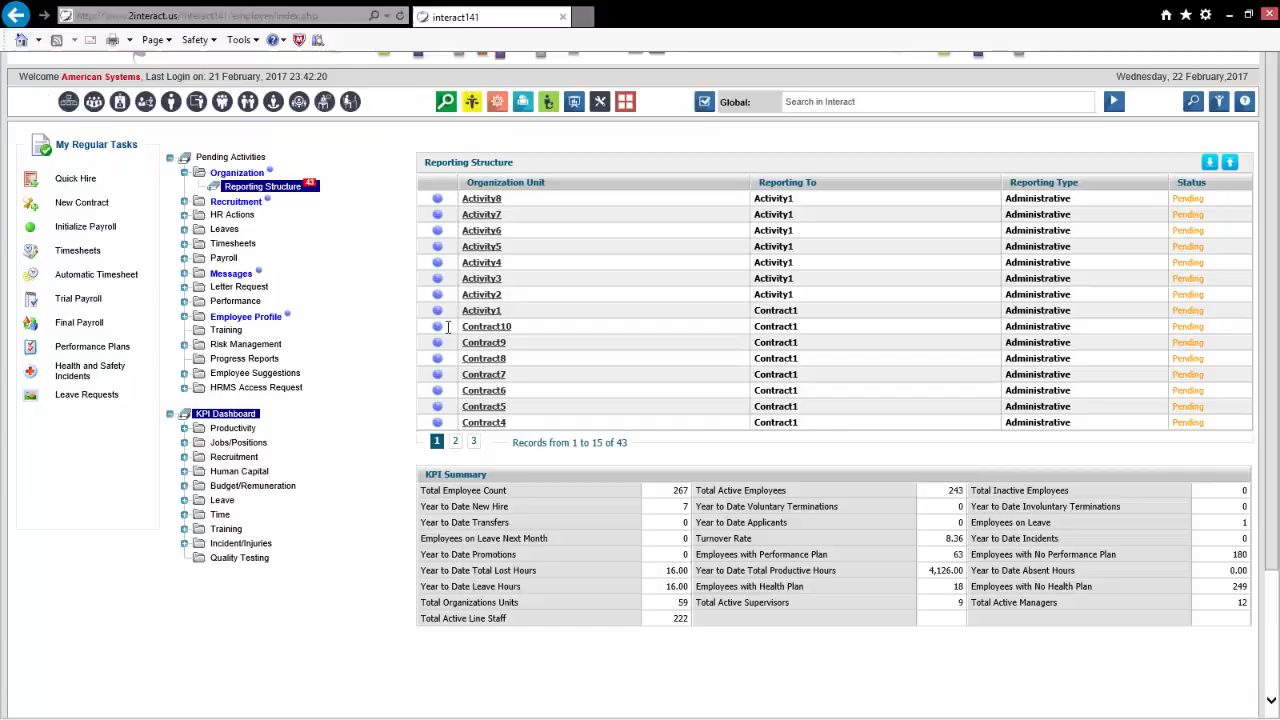 2interact.us/interact141/employer/index.php
interact141
Page
Safety
Tools
Welcome American Systems, Last Login on: 21 February, 2017 23:42:20
Wednesday, 22 February,2017
Global:
Search in Interact
My Regular Tasks
Quick Hire
New Contract
Initialize Payroll
Timesheets
Automatic Timesheet
Trial Payroll
Final Payroll
Performance Plans
Health and Safety
Incidents
Leave Requests
Pending Activities
Organization
Reporting Structure 43
Recruitment
HR Actions
Leaves
Timesheets
Payroll
Messages
Letter Request
Performance
Employee Profile
Training
Risk Management
Progress Reports
Employee Suggestions
HRMS Access Request
KPI Dashboard
Productivity
Jobs/Positions
Recruitment
Human Capital
Budget/Remuneration
Leave
Time
Training
Incident/Injuries
Quality Testing
Reporting Structure
Organization Unit Reporting To Reporting Type Status
Activity8 Activity1 Administrative Pending
Activity7 Activity1 Administrative Pending
Activity6 Activity1 Administrative Pending
Activity5 Activity1 Administrative Pending
Activity4 Activity1 Administrative Pending
Activity3 Activity1 Administrative Pending
Activity2 Activity1 Administrative Pending
Activity1 Contract1 Administrative Pending
Contract10 Contract1 Administrative Pending
Contract9 Contract1 Administrative Pending
Contract8 Contract1 Administrative Pending
Contract7 Contract1 Administrative Pending
Contract6 Contract1 Administrative Pending
Contract5 Contract1 Administrative Pending
Contract4 Contract1 Administrative Pending
1 2 3 Records from 1 to 15 of 43
KPI Summary
Total Employee Count 267 Total Active Employees 243 Total Inactive Employees 0
Year to Date New Hire 7 Year to Date Voluntary Terminations 0 Year to Date Involuntary Terminations 0
Year to Date Transfers 0 Year to Date Applicants 0 Employees on Leave 1
Employees on Leave Next Month 0 Turnover Rate 8.36 Year to Date Incidents 0
Year to Date Promotions 0 Employees with Performance Plan 63 Employees with No Performance Plan 180
Year to Date Total Lost Hours 16.00 Year to Date Total Productive Hours 4,126.00 Year to Date Absent Hours 0.00
Year to Date Leave Hours 16.00 Employees with Health Plan 18 Employees with No Health Plan 249
Total Organizations Units 59 Total Active Supervisors 9 Total Active Managers 12
Total Active Line Staff 222